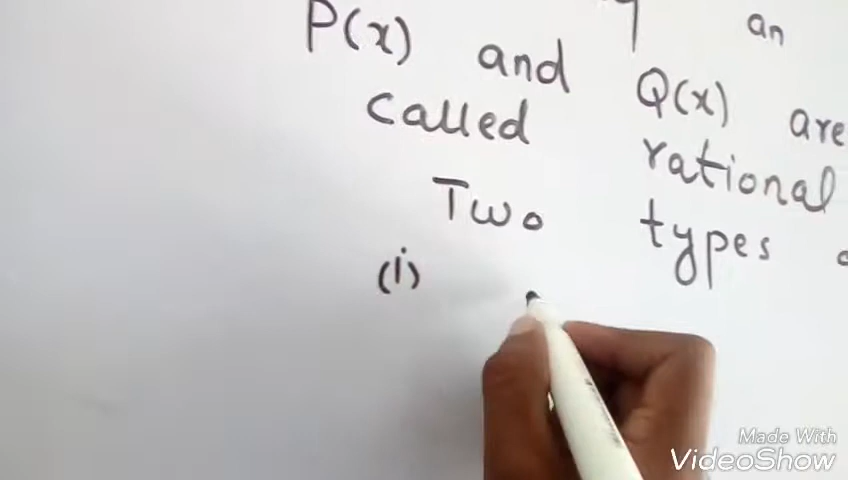 an
P(x) and Q(x) are
called rational
Two types
(i)
Made With
VideoShow